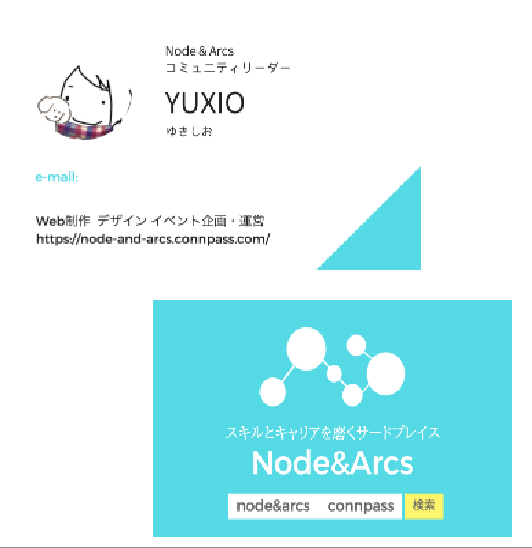 Node & Arcs
コミュニティリーダー
YUXIO
ゆきしお
e-mail:
Web制作 デザイン イベント企画・運営
https://node-and-arcs.connpass.com/
スキルとキャリアを磨くサードプレイス
Node&Arcs
node&arcs connpass 検索